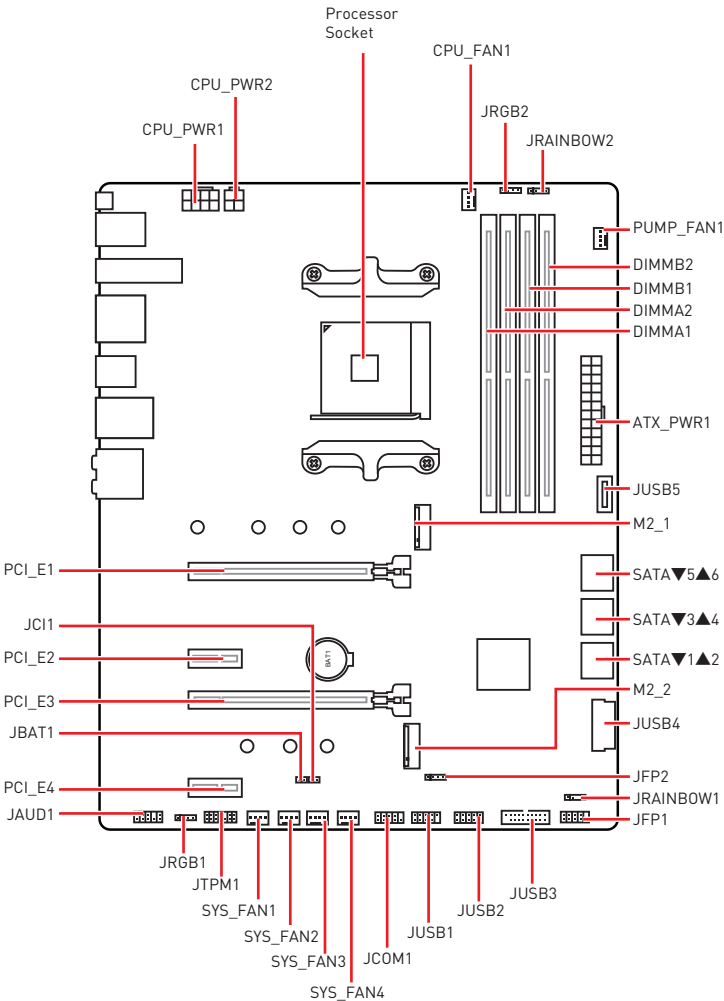 Processor
Socket
CPU_FAN1
CPU_PWR2
JRGB2
CPU_PWR1
JRAINBOW2
PUMP_FAN1
DIMMB2
DIMMB1
DIMMA2
DIMMA1
ATX_PWR1
JUSB5
M2_1
PCI_E1
SATA▼5▲6
JCI1
SATA▼3▲4
PCI_E2
BAT1
SATA▼1▲2
M2_2
PCI_E3
JUSB4
JBAT1
JFP2
PCI_E4
JRAINBOW1
JAUD1
JFP1
JRGB1
JTPM1
JUSB3
SYS_FAN1
JUSB2
SYS_FAN2
JUSB1
SYS_FAN3
JCOM1
SYS_FAN4